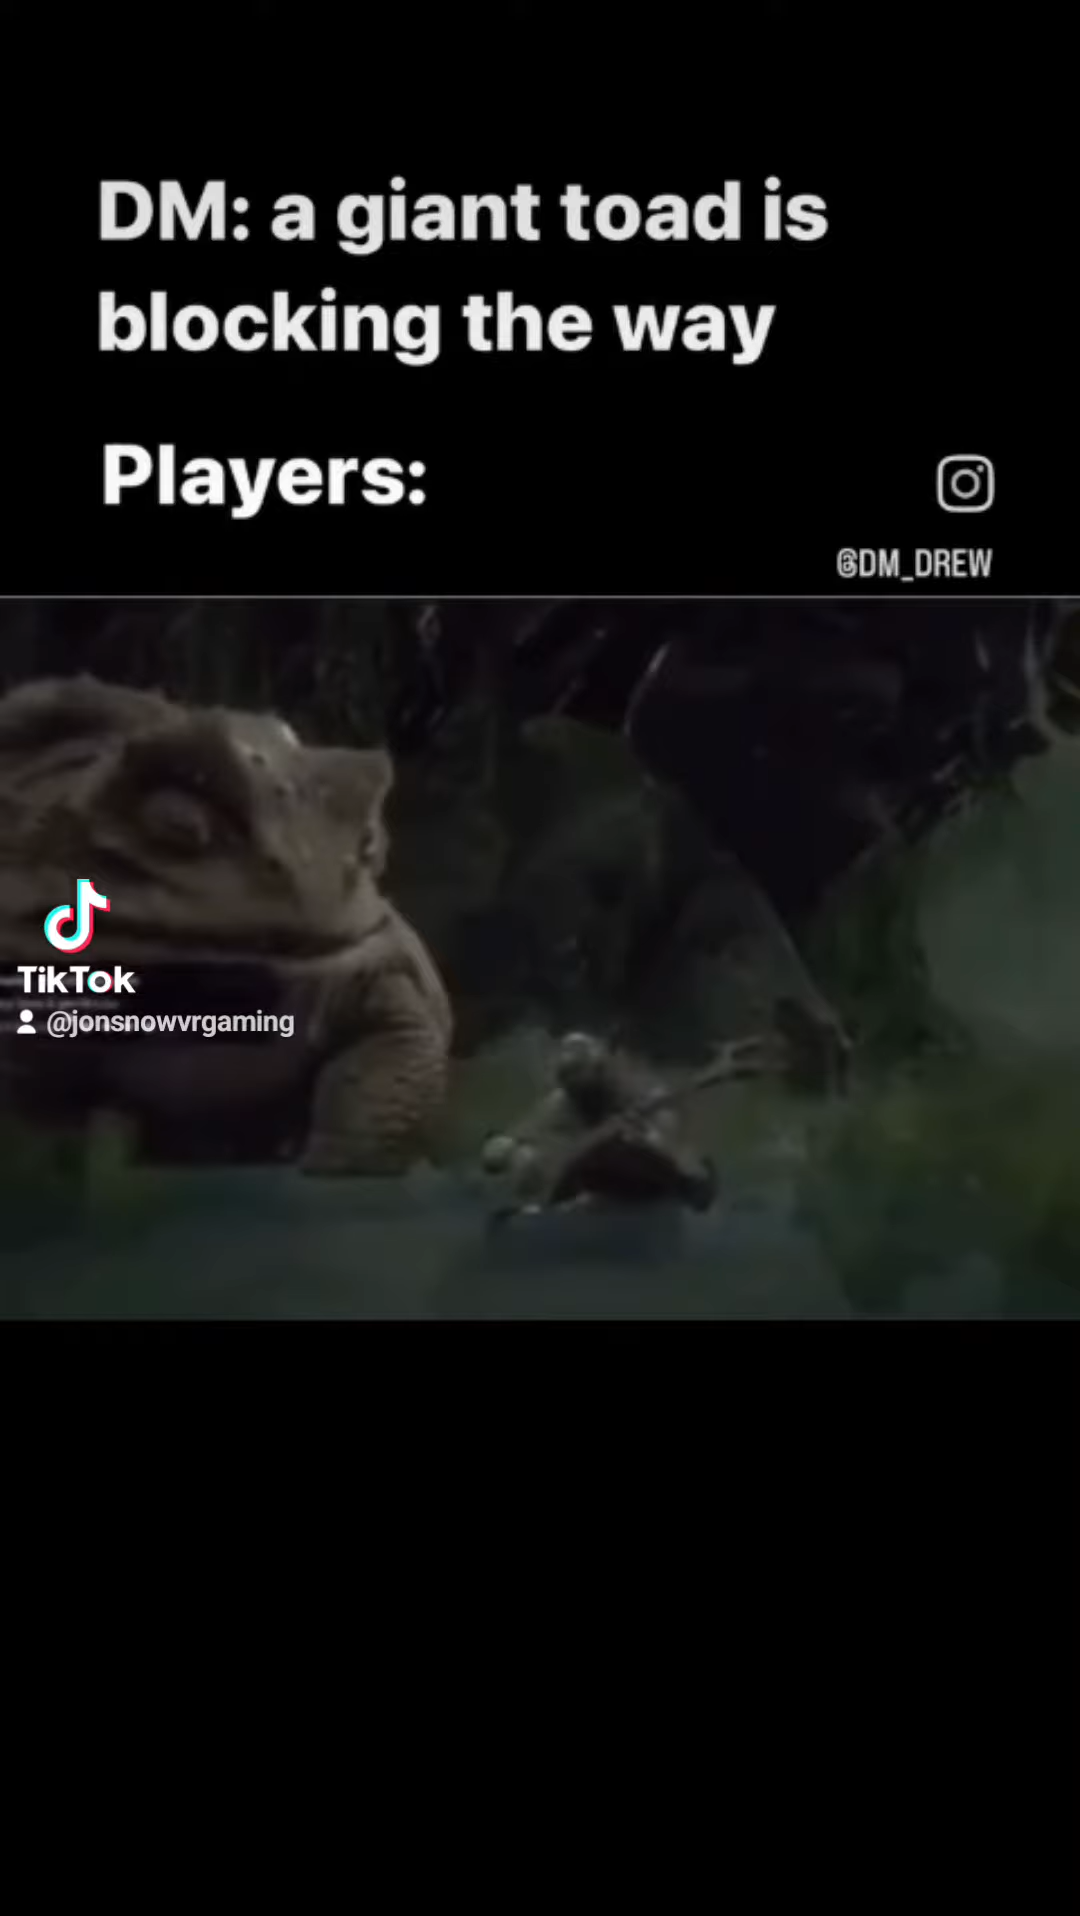 DM: a giant toad is
blocking the way
Players:
@DM_DREW
TikTok
@jonsnowvrgaming